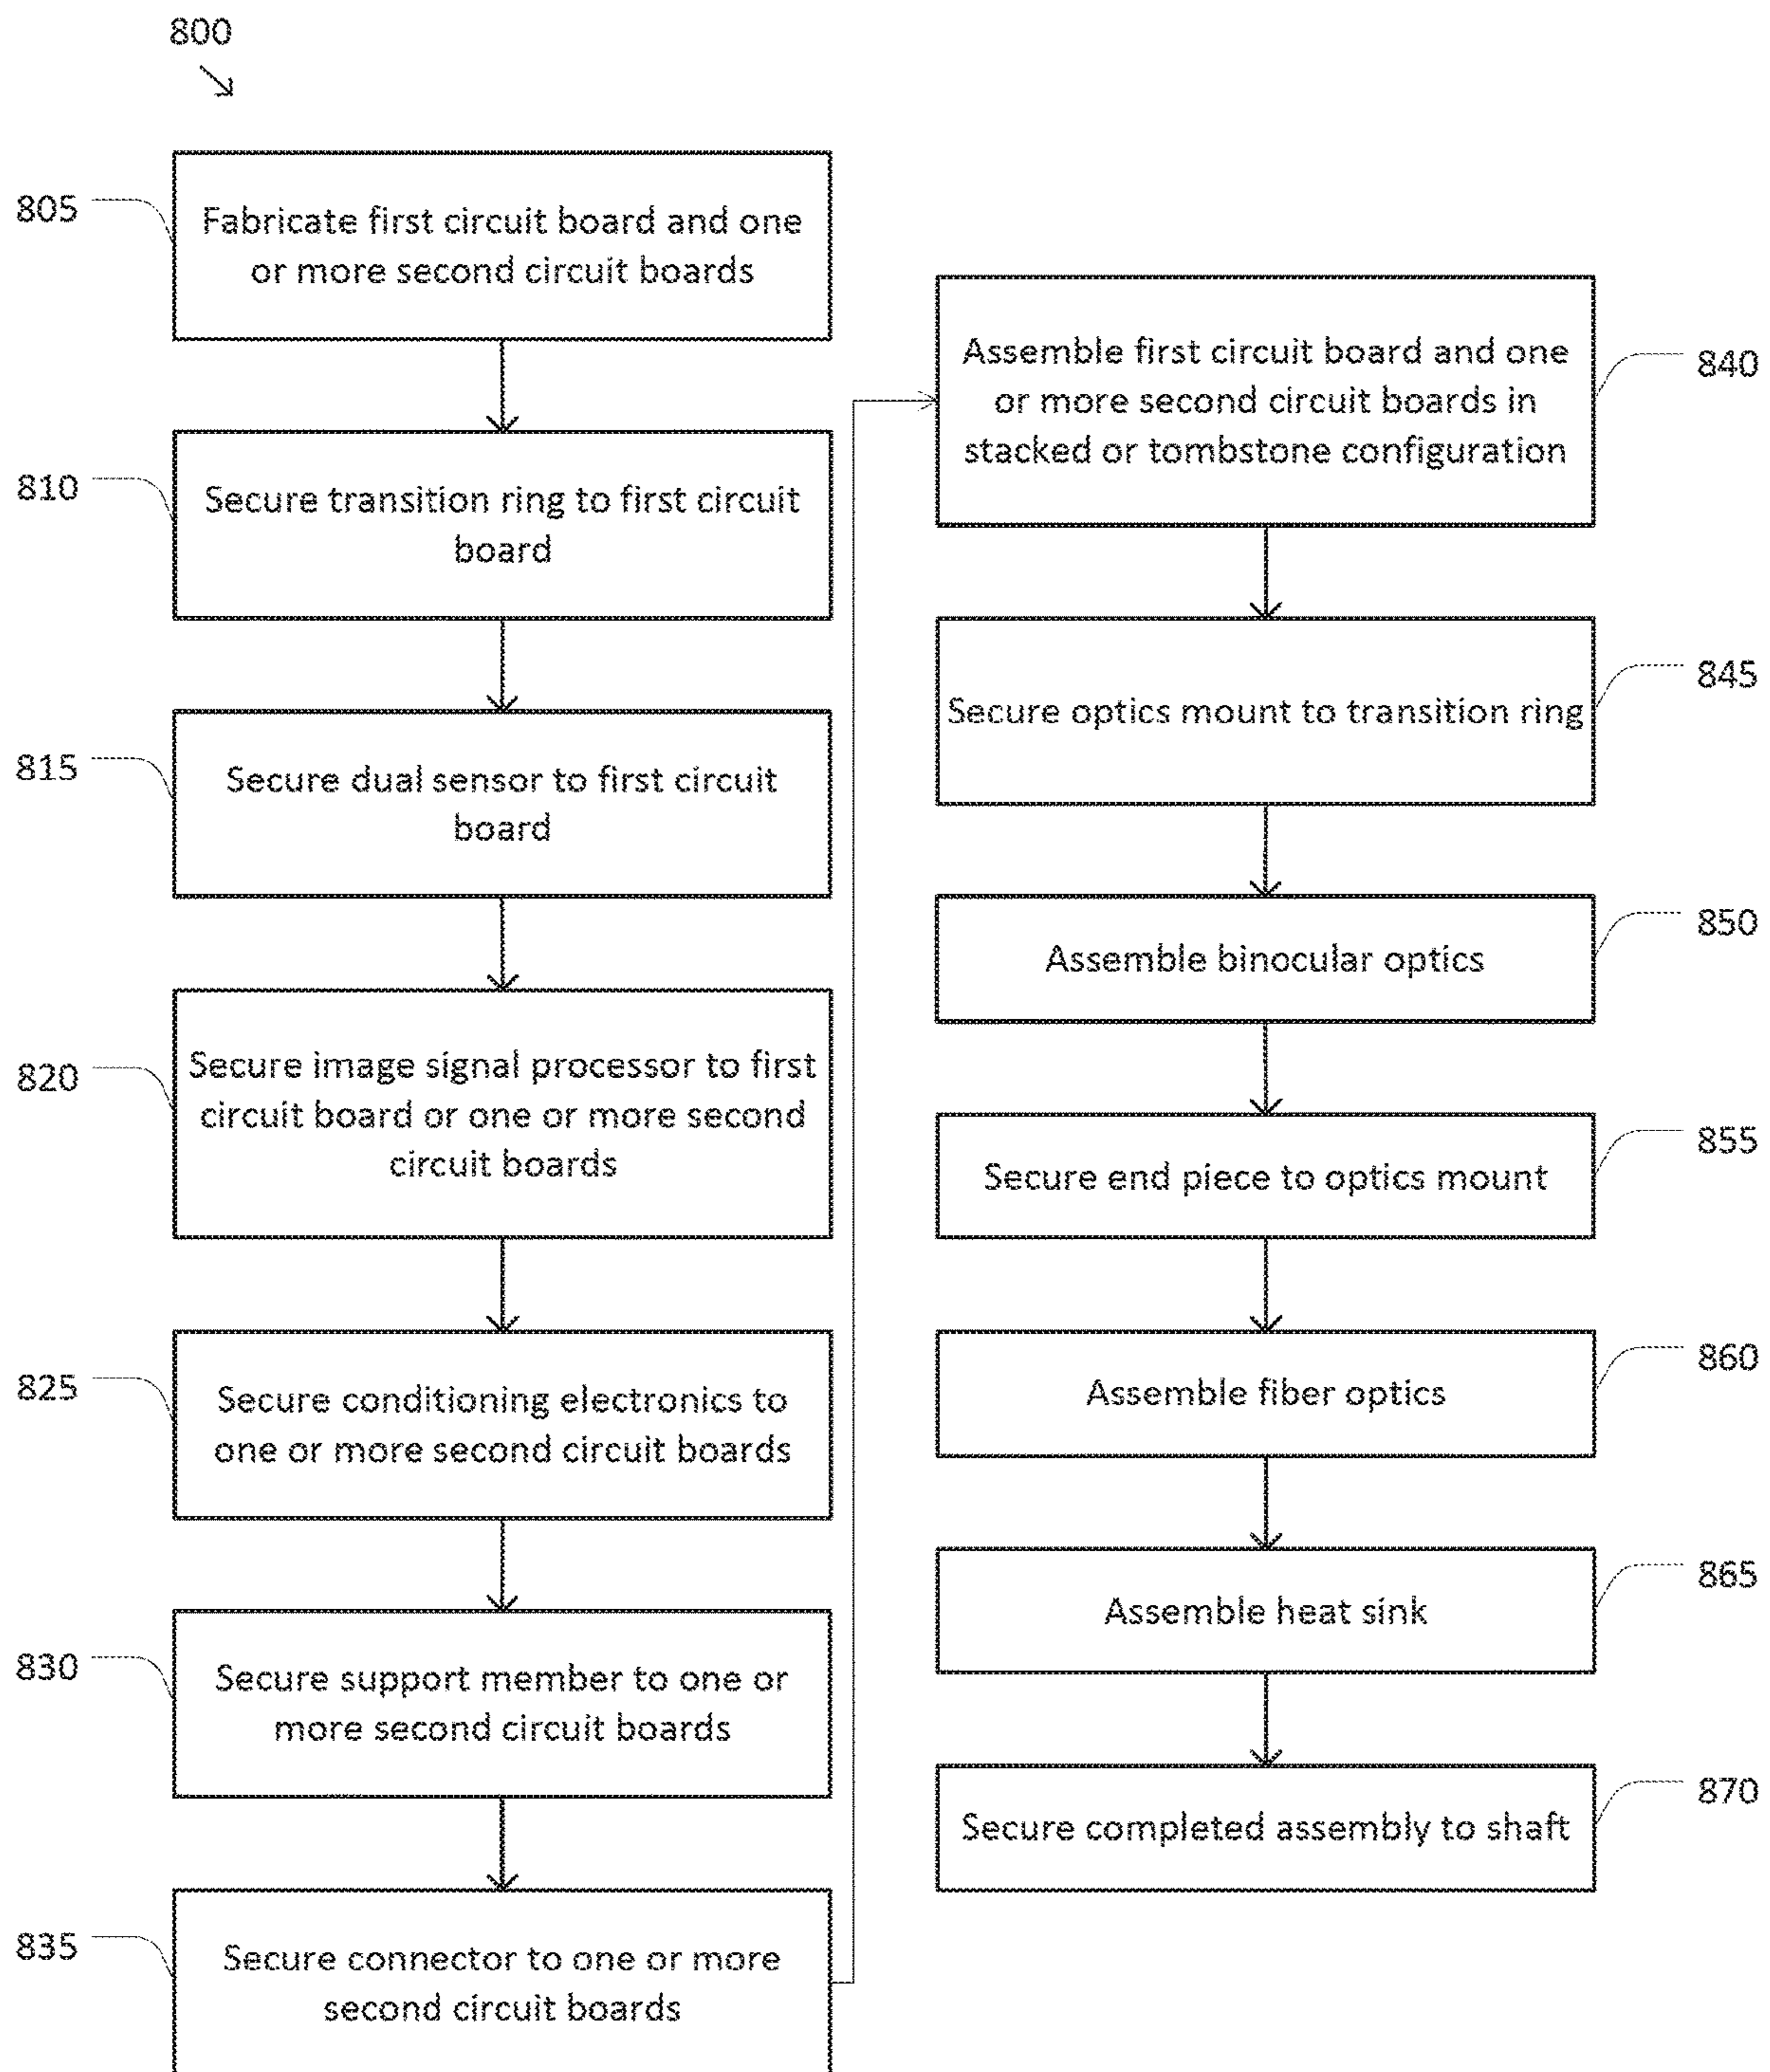 800
805
Fabricate first circuit board and one
or more second circuit boards
810
Secure transition ring to first circuit
board
815
Secure dual sensor to first circuit
board
820
Secure image signal processor to first
circuit board or one or more second
circuit boards
825
Secure conditioning electronics to
one or more second circuit boards
830
Secure support member to one or
more second circuit boards
835
Secure connector to one or more
second circuit boards
840
Assemble first circuit board and one
or more second circuit boards in
stacked or tombstone configuration
845
Secure optics mount to transition ring
850
Assemble binocular optics
855
Secure end piece to optics mount
860
Assemble fiber optics
865
Assemble heat sink
870
Secure completed assembly to shaft